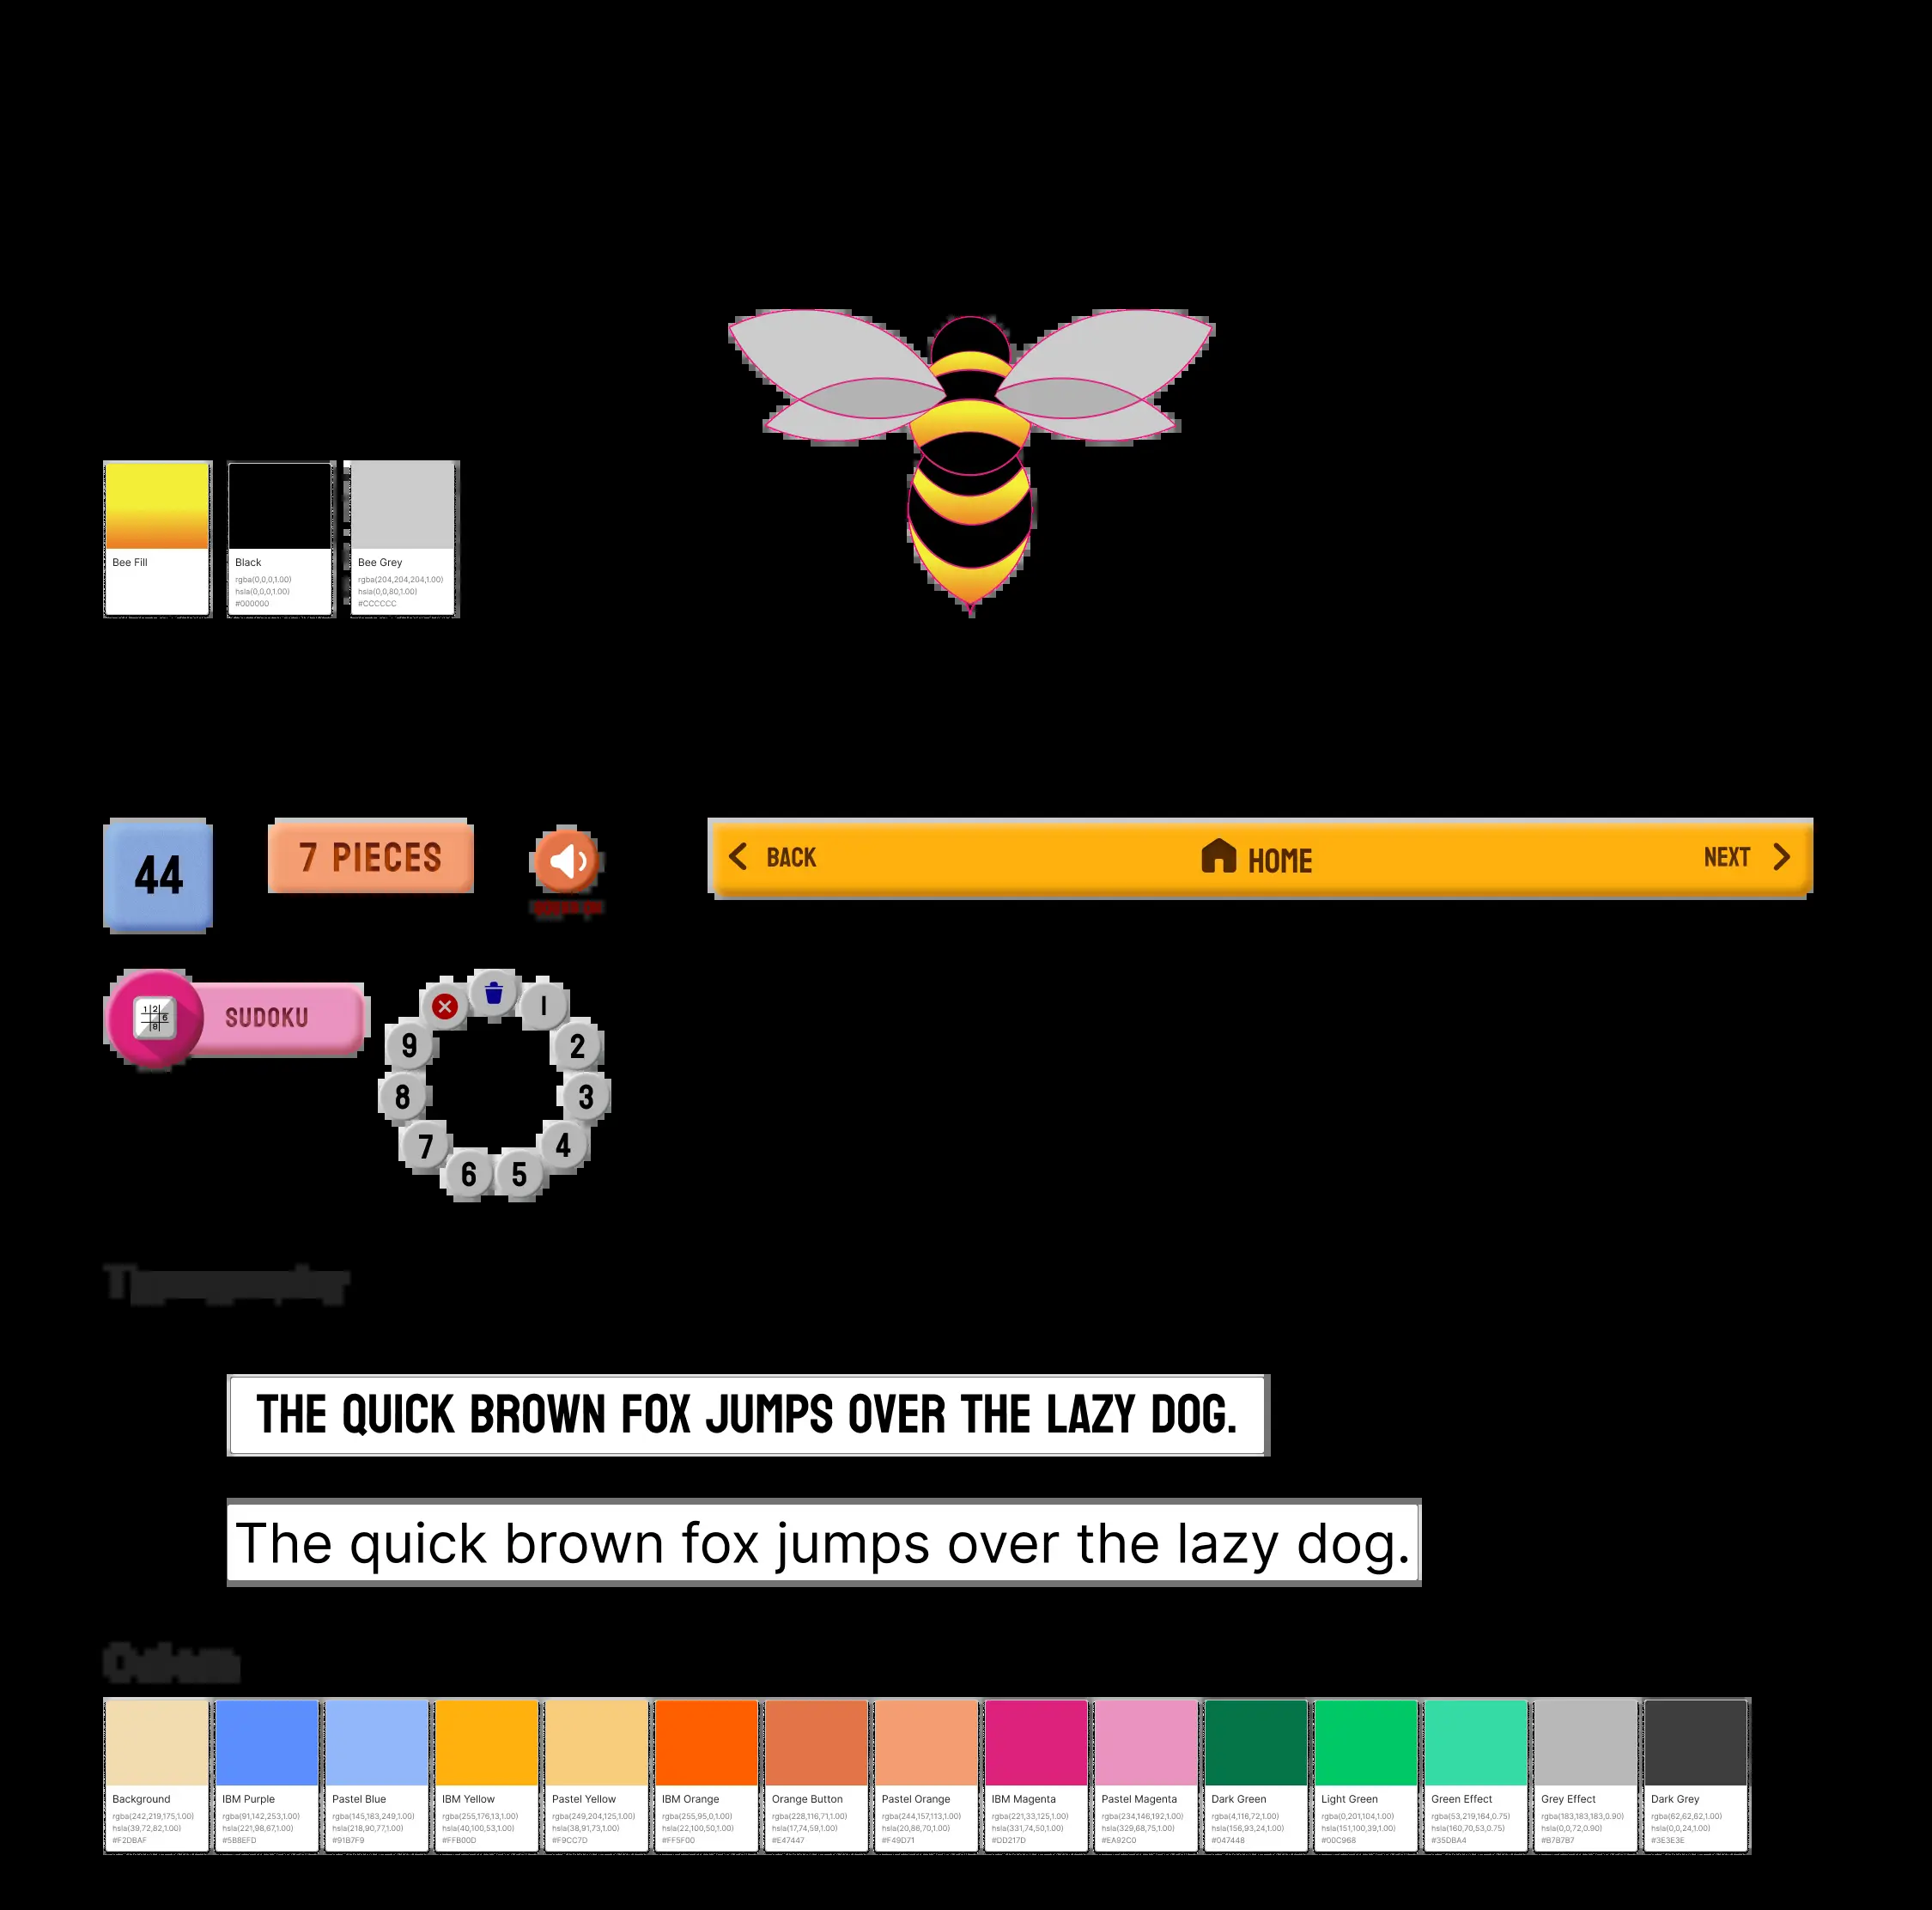 Bee Fill
Black
rgba(0,0,0,1.00)
hsla(0,0,0,1.00)
#000000
Bee Grey
rgba(204,204,204,1.00)
hsla(0,0,80,1.00)
#CCCCCC
44
7 PIECES
BACK
HOME
NEXT
1 2
6
8
SUDOKU
1
2
3
4
5
6
7
8
9
Typography
THE QUICK BROWN FOX JUMPS OVER THE LAZY DOG.
The quick brown fox jumps over the lazy dog.
Background
rgba(242,219,175,1.00)
hsla(39,72,82,1.00)
#F2DBAF
IBM Purple
rgba(91,142,253,1.00)
hsla(221,98,67,1.00)
#5B8EFD
Pastel Blue
rgba(145,183,249,1.00)
hsla(218,90,77,1.00)
#91B7F9
IBM Yellow
rgba(255,176,13,1.00)
hsla(40,100,53,1.00)
#FFB00D
Pastel Yellow
rgba(249,204,125,1.00)
hsla(38,91,73,1.00)
#F9CC7D
IBM Orange
rgba(255,95,0,1.00)
hsla(22,100,50,1.00)
#FF5F00
Orange Button
rgba(228,116,71,1.00)
hsla(17,74,59,1.00)
#E47447
Pastel Orange
rgba(244,157,113,1.00)
hsla(20,86,70,1.00)
#F49D71
IBM Magenta
rgba(221,33,125,1.00)
hsla(331,74,50,1.00)
#DD217D
Pastel Magenta
rgba(234,146,192,1.00)
hsla(329,68,75,1.00)
#EA92C0
Dark Green
rgba(4,116,72,1.00)
hsla(156,93,24,1.00)
#047448
Light Green
rgba(0,201,104,1.00)
hsla(151,100,39,1.00)
#00C968
Green Effect
rgba(53,219,164,0.75)
hsla(160,70,53,0.75)
#35DBA4
Grey Effect
rgba(183,183,183,0.90)
hsla(0,0,72,0.90)
#B7B7B7
Dark Grey
rgba(62,62,62,1.00)
hsla(0,0,24,1.00)
#3E3E3E